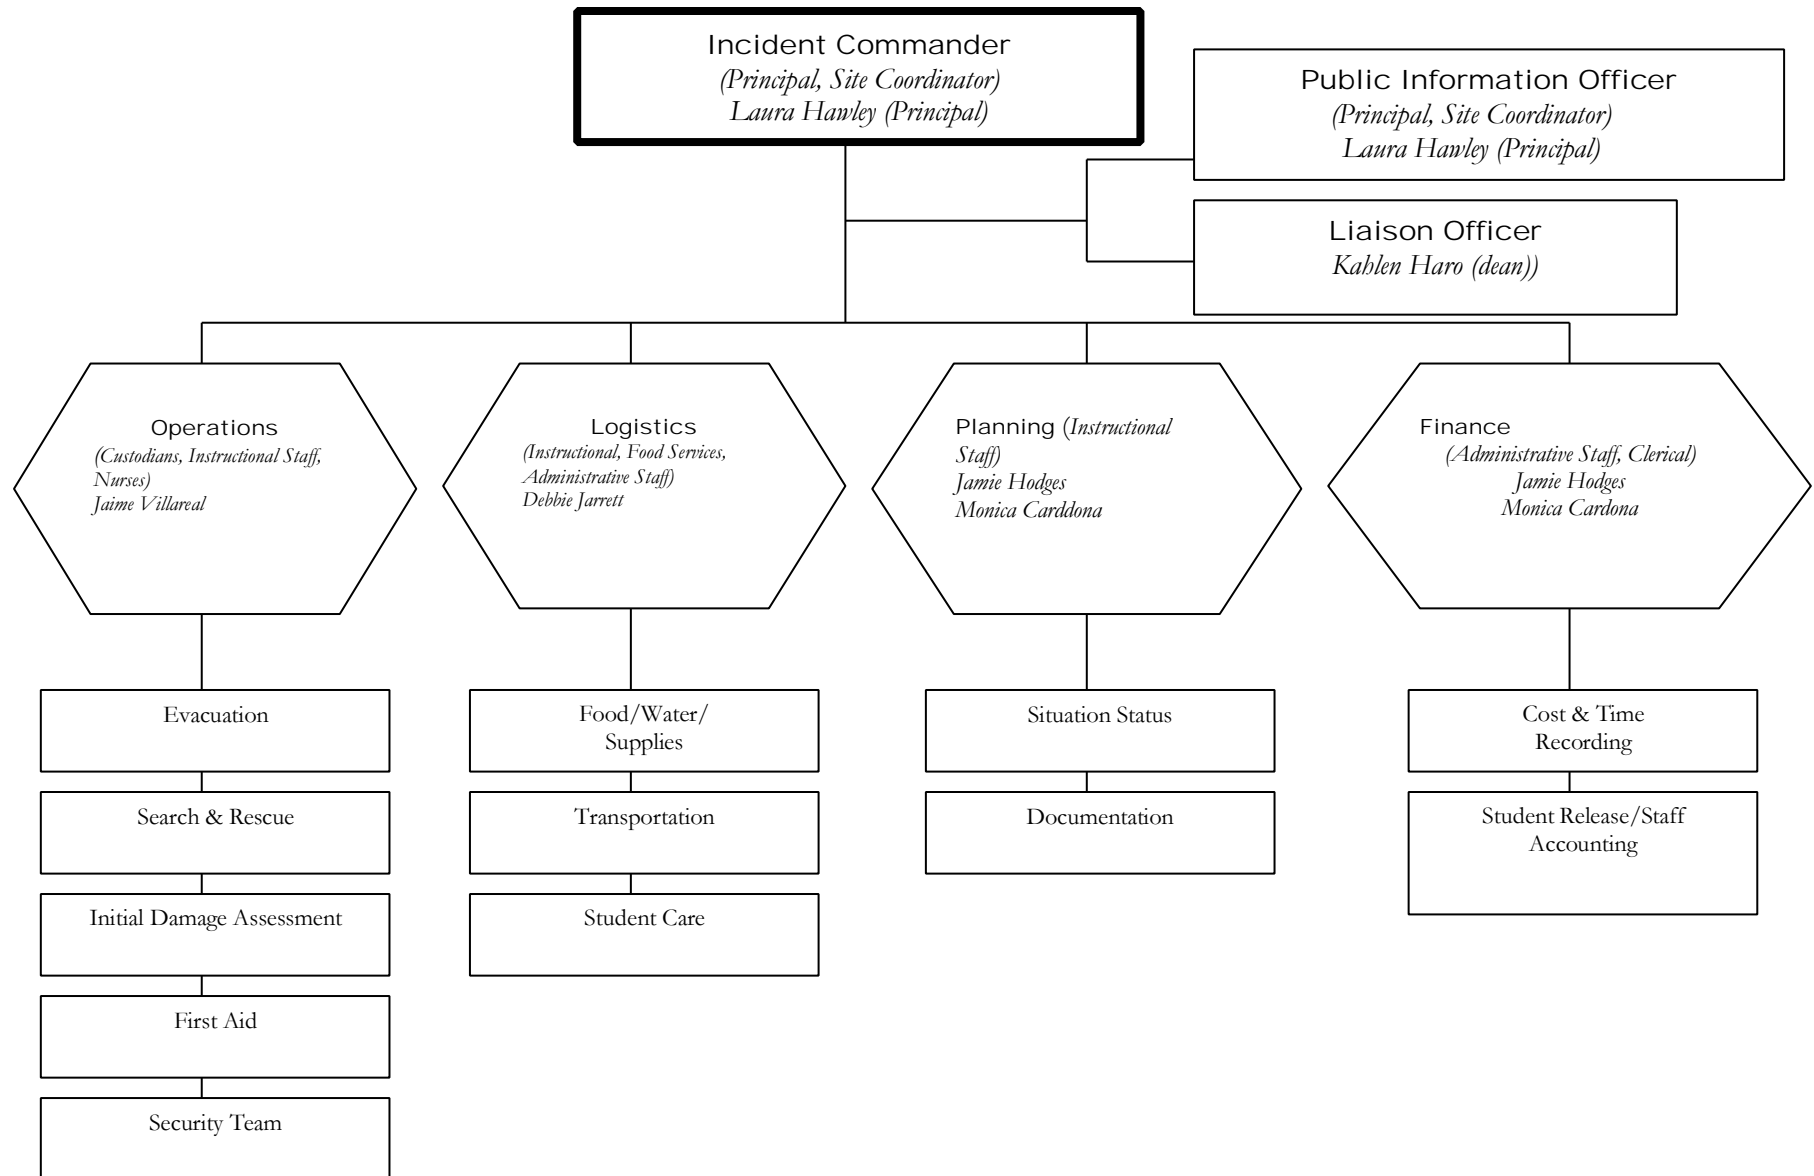 Incident Commander
(Principal, Site Coordinator)
Laura Hawley (Principal)
Public Information Officer
(Principal, Site Coordinator)
Laura Hawley (Principal)
Liaison Officer
Kahlen Haro (dean))
Operations
(Custodians, Instructional Staff,
Nurses)
Jaime Villareal
Logistics
(Instructional, Food Services,
Administrative Staff)
Debbie Jarrett
Planning (Instructional
Staff)
Jamie Hodges
Monica Carddona
Finance
(Administrative Staff, Clerical)
Jamie Hodges
Monica Cardona
Evacuation
Search & Rescue
Initial Damage Assessment
First Aid
Security Team
Food/Water/
Supplies
Transportation
Student Care
Situation Status
Documentation
Cost & Time
Recording
Student Release/Staff
Accounting